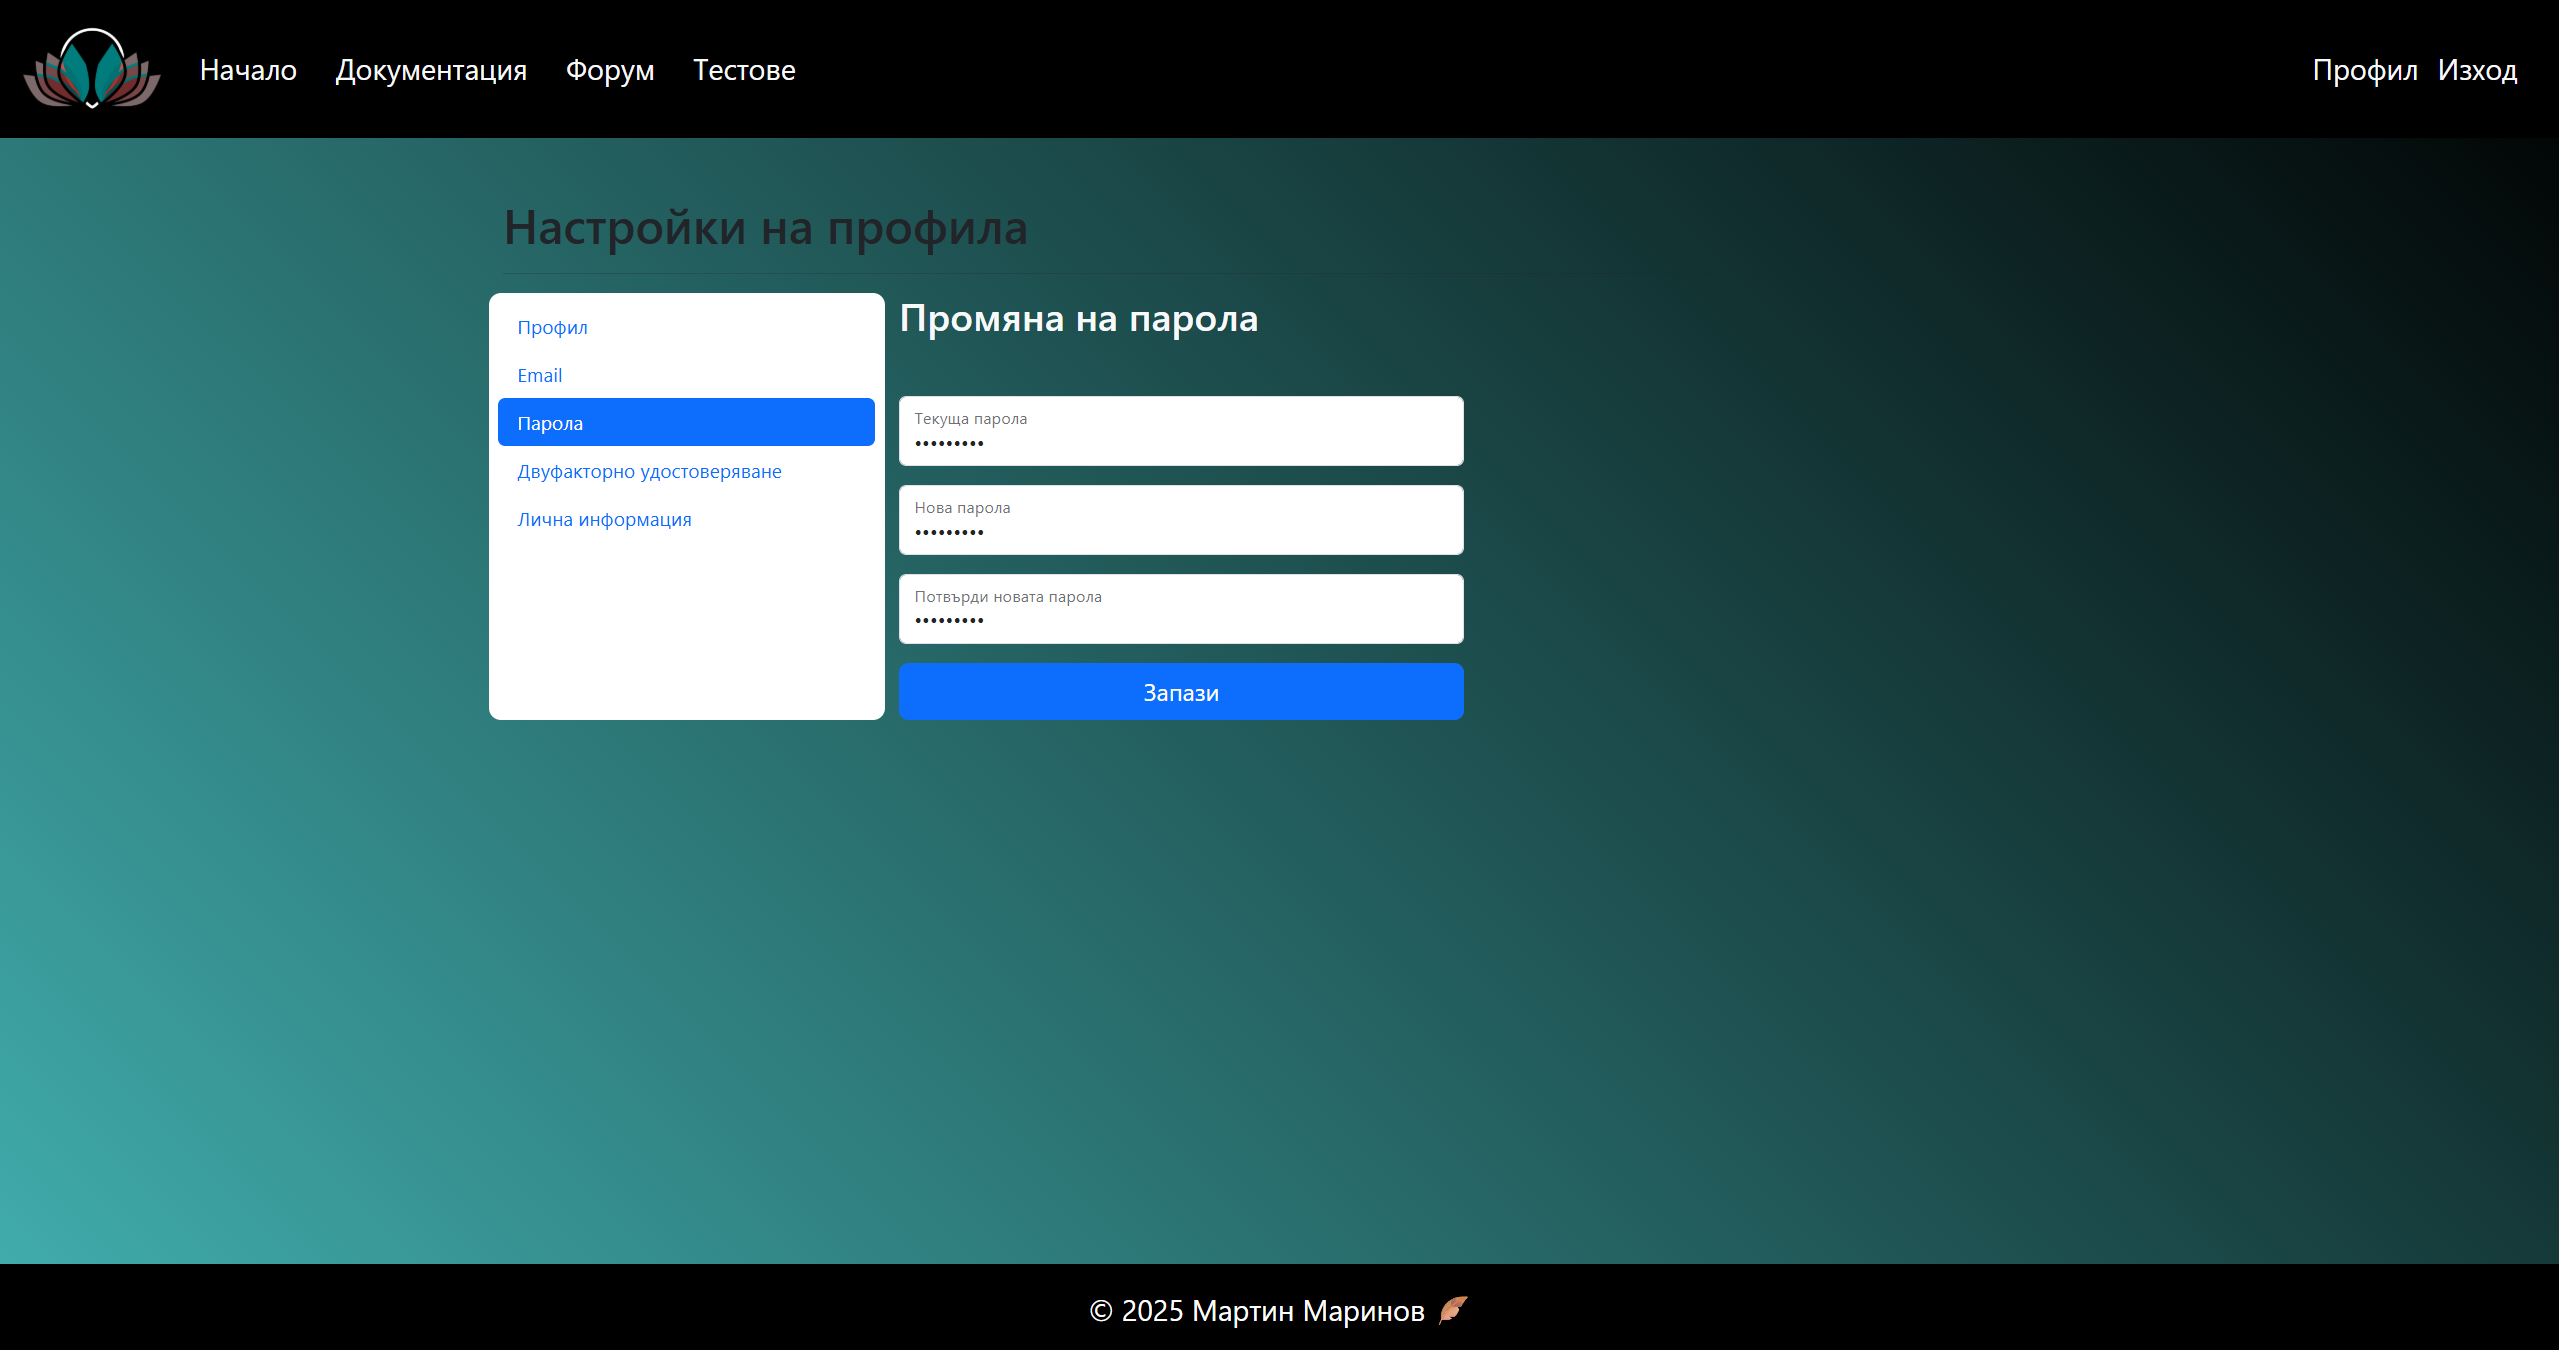 Начало Документация Форум Тестове Профил Изход
Настройки на профила
Профил
Email
Парола
Двуфакторно удостоверяване
Лична информация
Промяна на парола
Текуща парола
•••••••••
Нова парола
•••••••••
Потвърди новата парола
•••••••••
Запази
© 2025 Мартин Маринов 🪶